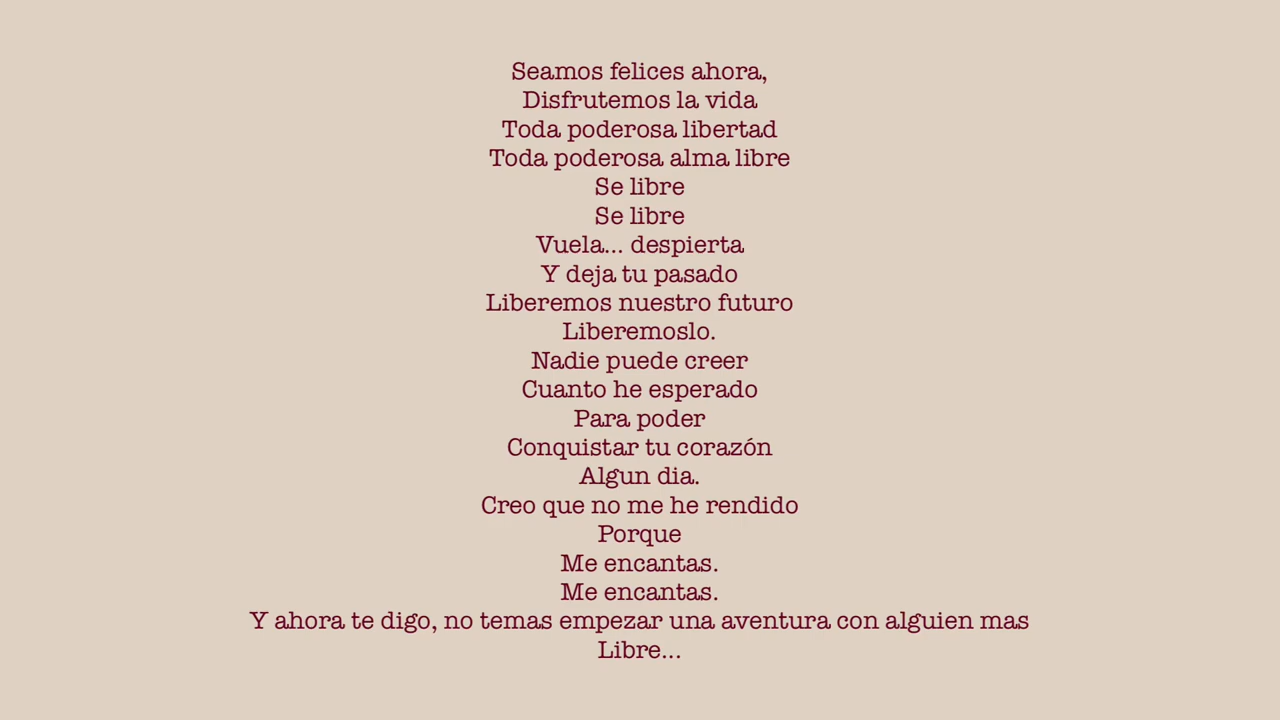 Seamos felices ahora,
Disfrutemos la vida
Toda poderosa libertad
Toda poderosa alma libre
Se libre
Se libre
Vuela... despierta
Y deja tu pasado
Liberemos nuestro futuro
Liberemoslo.
Nadie puede creer
Cuanto he esperado
Para poder
Conquistar tu corazón
Algun dia.
Creo que no me he rendido
Porque
Me encantas.
Me encantas.
Y ahora te digo, no temas empezar una aventura con alguien mas
Libre...